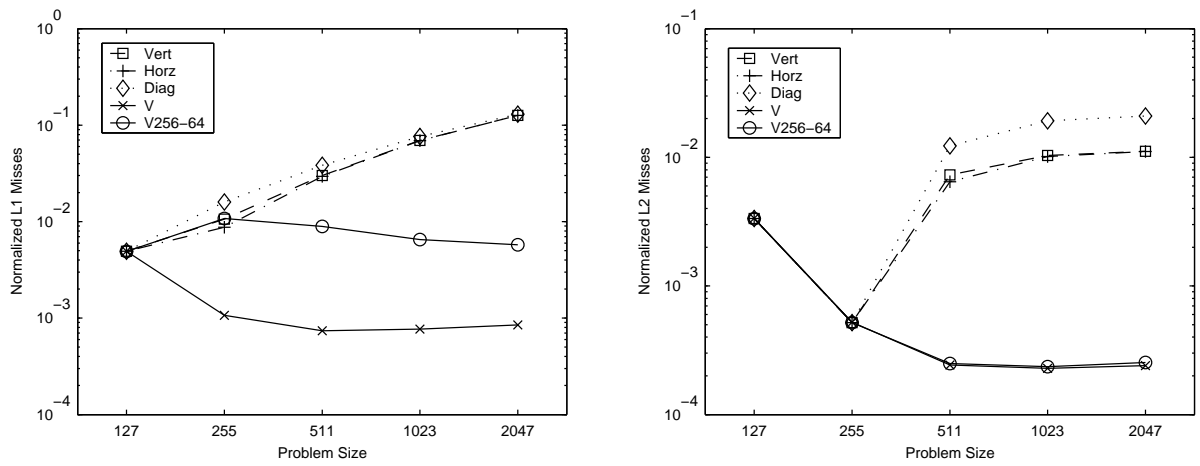 10^0
10^−1
10^−2
10^−3
10^−4
Normalized L1 Misses
Vert
Horz
Diag
V
V256−64
127 255 511 1023 2047
Problem Size
10^−1
10^−2
10^−3
10^−4
Normalized L2 Misses
Vert
Horz
Diag
V
V256−64
127 255 511 1023 2047
Problem Size